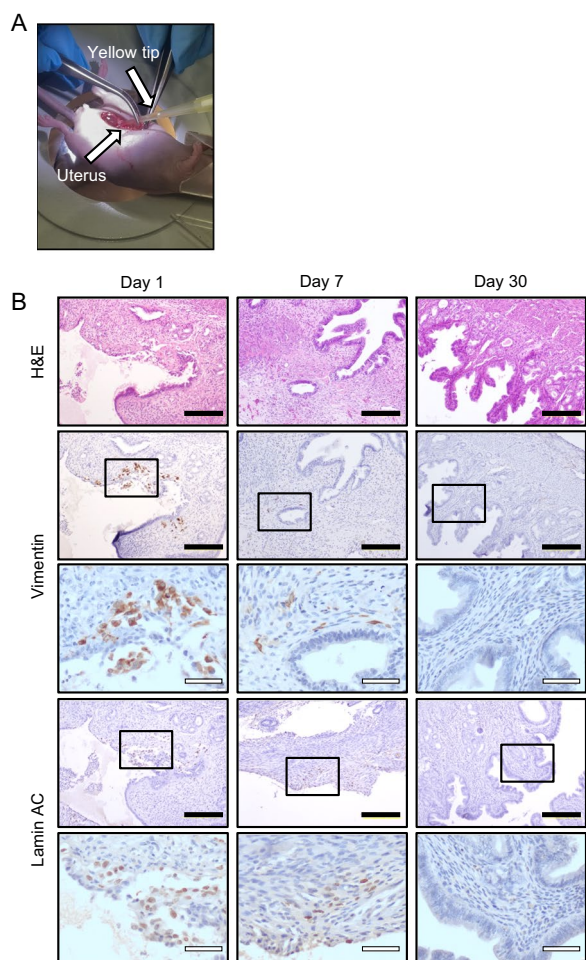 A
Yellow tip
Uterus
Day 1
Day 7
Day 30
B
H&E
Vimentin
Lamin AC